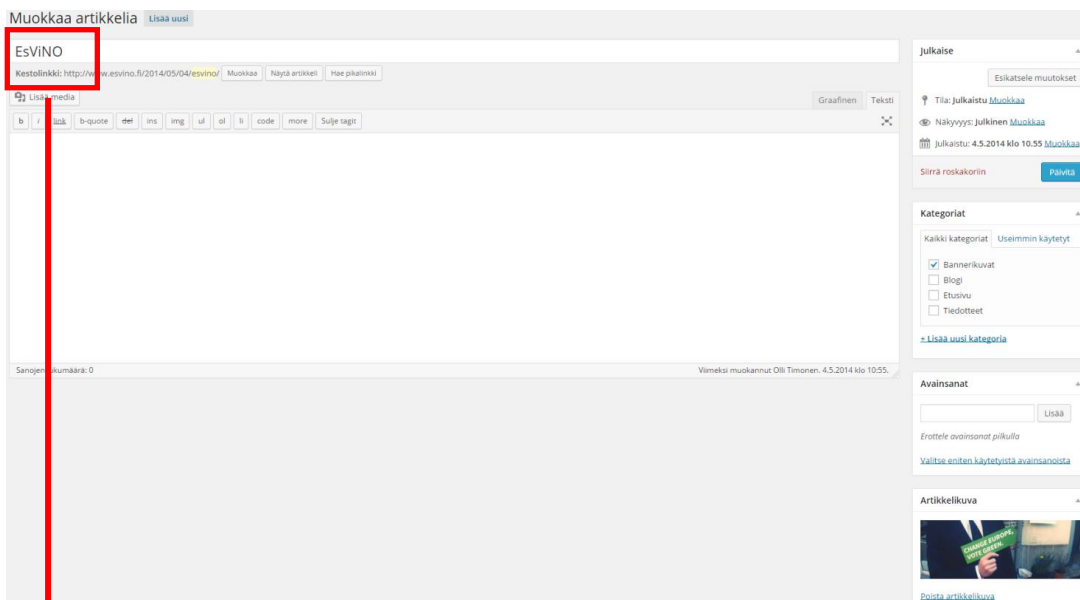 Muokkaa artikkelia Lisää uusi
EsViNO
Kestolinkki: http://www.esvino.fi/2014/05/04/esvino/ Muokkaa Näytä artikkeli Hae pikalinkki
Lisää media
Graafinen Teksti
b i link b-quote del ins img ul ol li code more Sulje tagit
Sanojen lukumäärä: 0
Viimeksi muokannut Olli Timonen. 4.5.2014 klo 10:55.
Julkaise
Esikatsele muutokset
Tila: Julkaistu Muokkaa
Näkyvyys: Julkinen Muokkaa
Julkaistu: 4.5.2014 klo 10.55 Muokkaa
Siirrä roskakoriin Päivitä
Kategoriat
Kaikki kategoriat Useimmin käytetyt
Bannerikuvat
Blogi
Etusivu
Tiedotteet
+ Lisää uusi kategoria
Avainsanat
Lisää
Erottele avainsanat pilkulla
Valitse eniten käytetyistä avainsanoista
Artikkelikuva
CHANGE EUROPE,
VOTE GREEN.
Poista artikkelikuva